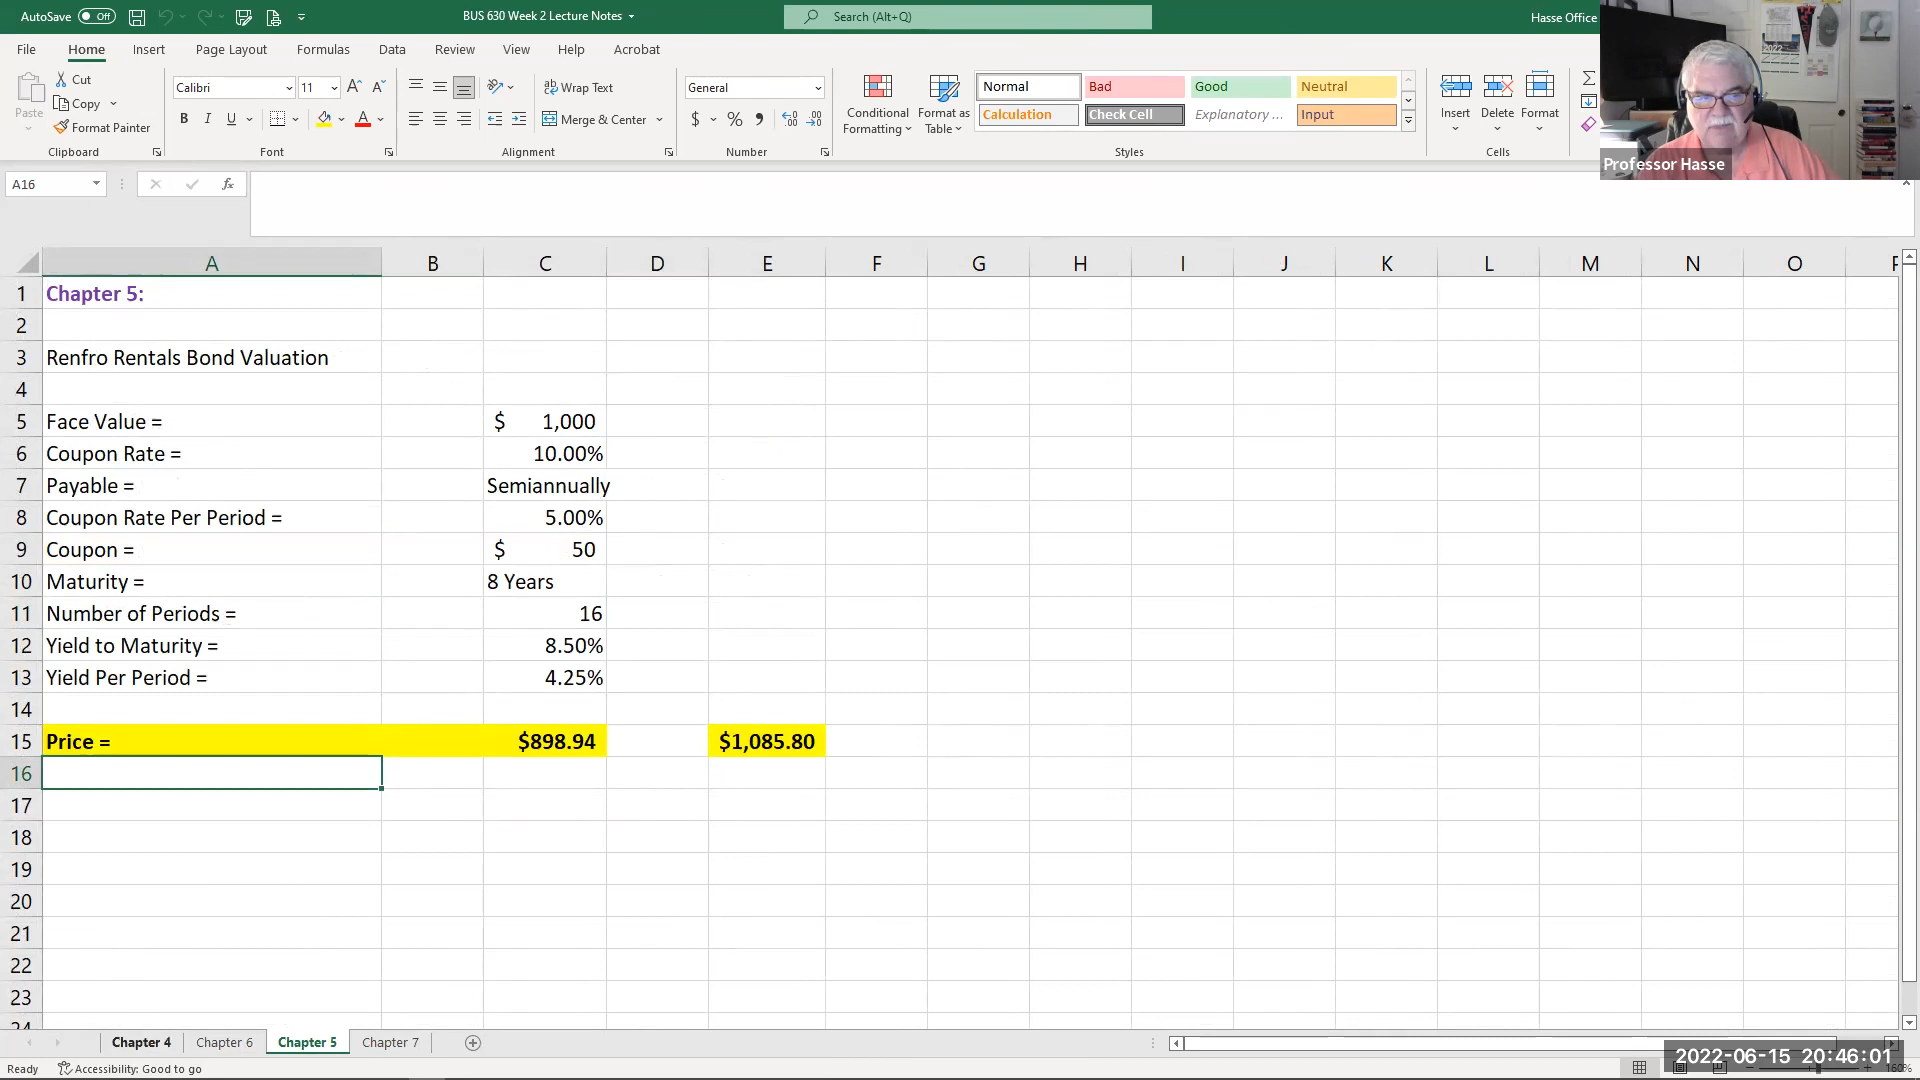 AutoSave Off
BUS 630 Week 2 Lecture Notes
Search (Alt+Q)
Hasse Office
File Home Insert Page Layout Formulas Data Review View Help Acrobat
Paste
Cut
Copy
Format Painter
Clipboard
Calibri 11
B I U
Font
Wrap Text
Merge & Center
Alignment
General
$ %
Number
Conditional Formatting
Format as Table
Normal Bad Good Neutral
Calculation Check Cell Explanatory ... Input
Styles
Insert Delete Format
Cells
Professor Hasse
A16
fx
A B C D E F G H I J K L M N O
1 Chapter 5:
2
3 Renfro Rentals Bond Valuation
4
5 Face Value = $ 1,000
6 Coupon Rate = 10.00%
7 Payable = Semiannually
8 Coupon Rate Per Period = 5.00%
9 Coupon = $ 50
10 Maturity = 8 Years
11 Number of Periods = 16
12 Yield to Maturity = 8.50%
13 Yield Per Period = 4.25%
14
15 Price = $898.94 $1,085.80
16
17
18
19
20
21
22
23
24
Chapter 4 Chapter 6 Chapter 5 Chapter 7
Ready Accessibility: Good to go
2022-06-15 20:46:01
160%